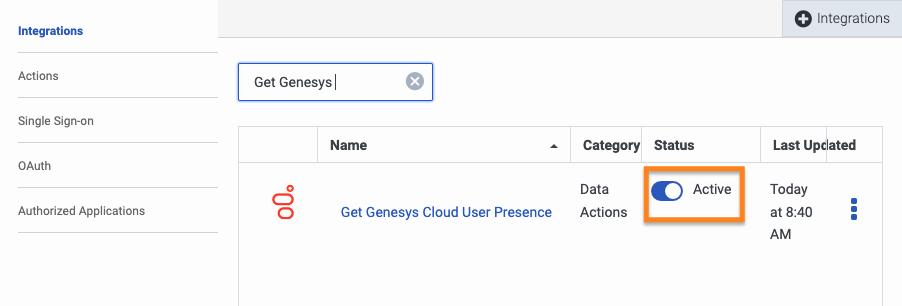 Integrations
Integrations
Actions
Single Sign-on
OAuth
Authorized Applications
Get Genesys
Name Category Status Last Updated
Get Genesys Cloud User Presence
Data
Actions
Active
Today
at 8:40
AM